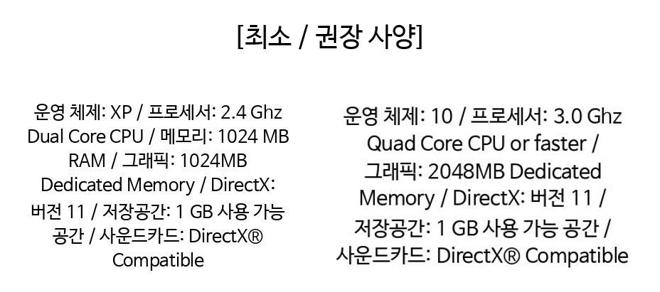 [최소 / 권장 사양]
운영 체제: XP / 프로세서: 2.4 Ghz
Dual Core CPU / 메모리: 1024 MB
RAM / 그래픽: 1024MB
Dedicated Memory / DirectX:
버전 11 / 저장공간: 1 GB 사용 가능
공간 / 사운드카드: DirectX®
Compatible
운영 체제: 10 / 프로세서: 3.0 Ghz
Quad Core CPU or faster /
그래픽: 2048MB Dedicated
Memory / DirectX: 버전 11 /
저장공간: 1 GB 사용 가능 공간 /
사운드카드: DirectX® Compatible